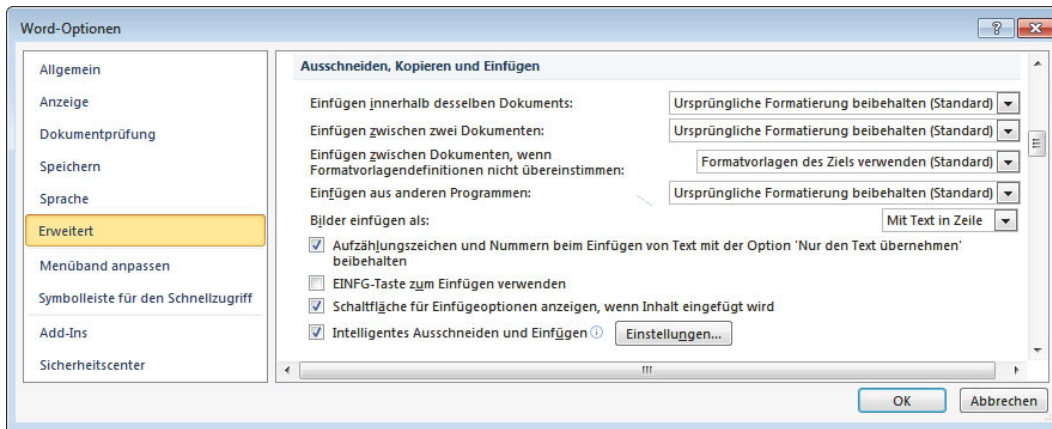 Word-Optionen
Allgemein
Anzeige
Dokumentprüfung
Speichern
Sprache
Erweitert
Menüband anpassen
Symbolleiste für den Schnellzugriff
Add-Ins
Sicherheitscenter
Ausschneiden, Kopieren und Einfügen
Einfügen innerhalb desselben Dokuments: Ursprüngliche Formatierung beibehalten (Standard)
Einfügen zwischen zwei Dokumenten: Ursprüngliche Formatierung beibehalten (Standard)
Einfügen zwischen Dokumenten, wenn
Formatvorlagendefinitionen nicht übereinstimmen: Formatvorlagen des Ziels verwenden (Standard)
Einfügen aus anderen Programmen: Ursprüngliche Formatierung beibehalten (Standard)
Bilder einfügen als: Mit Text in Zeile
Aufzählungszeichen und Nummern beim Einfügen von Text mit der Option 'Nur den Text übernehmen'
beibehalten
EINFG-Taste zum Einfügen verwenden
Schaltfläche für Einfügeoptionen anzeigen, wenn Inhalt eingefügt wird
Intelligentes Ausschneiden und Einfügen Einstellungen...
OK Abbrechen